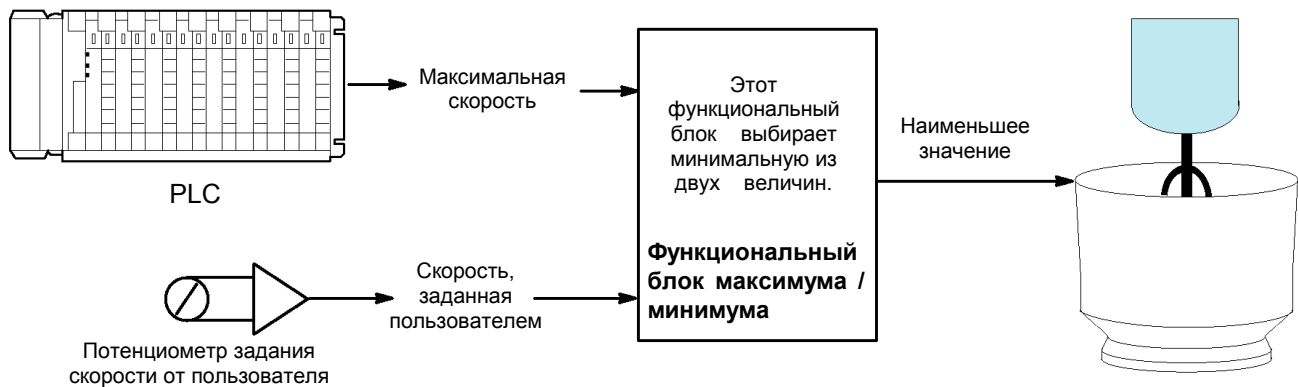 PLC
Максимальная
скорость
Потенциометр задания
скорости от пользователя
Скорость,
заданная
пользователем
Этот
функциональный
блок выбирает
минимальную из
двух величин.
Функциональный
блок максимума /
минимума
Наименьшее
значение